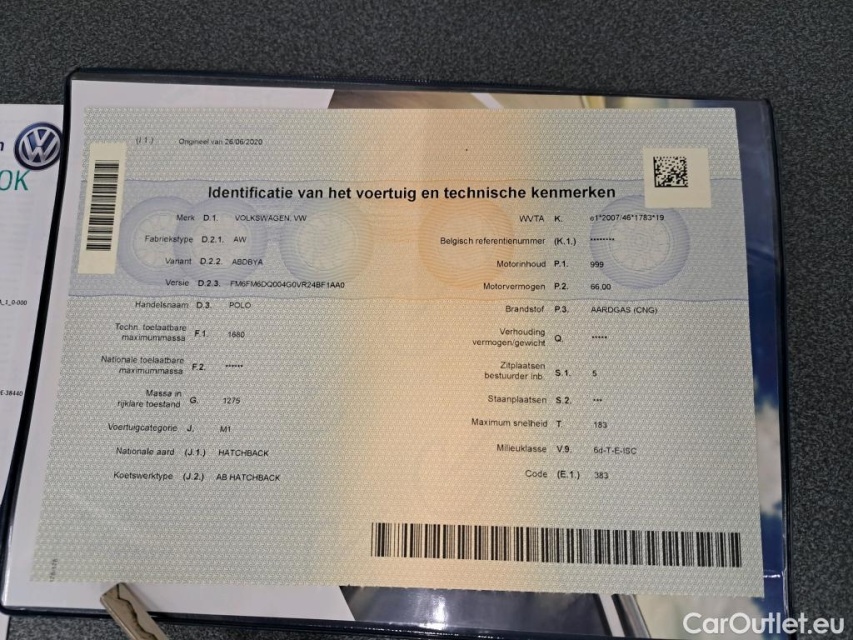 OK
(I.1) Origineel van 26/06/2020
Identificatie van het voertuig en technische kenmerken
Merk D.1. VOLKSWAGEN, VW
Fabriekstype D.2.1. AW
Variant D.2.2. ABDBYA
Versie D.2.3. FM6FM6DQ004G0VR24BF1AA0
Handelsnaam D.3. POLO
Techn. toelaatbare
maximummassa F.1. 1680
Nationale toelaatbare
maximummassa F.2. ******
Massa in
rijklare toestand G. 1275
Voertuigcategorie J. M1
Nationale aard (J.1.) HATCHBACK
Koetswerktype (J.2.) AB HATCHBACK
WVTA K. e1*2007/46*1783*19
Belgisch referentienummer (K.1.) ********
Motorinhoud P.1. 999
Motorvermogen P.2. 66.00
Brandstof P.3. AARDGAS (CNG)
Verhouding
vermogen/gewicht Q. *****
Zitplaatsen
bestuurder inb. S.1. 5
Staanplaatsen S.2. ***
Maximum snelheid T. 183
Milieuklasse V.9. 6d-T-E-ISC
Code (E.1.) 383
E-38440
CarOutlet.eu